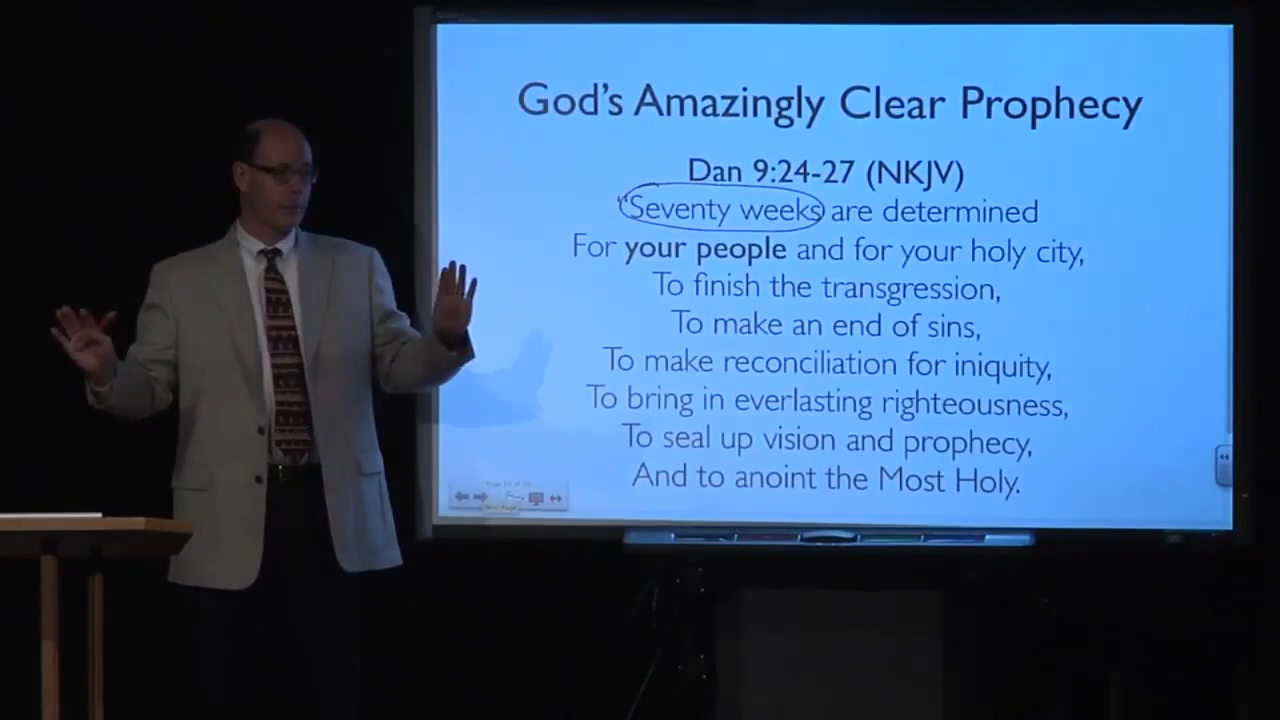 God's Amazingly Clear Prophecy
Dan 9:24-27 (NKJV)
"Seventy weeks are determined
For your people and for your holy city,
To finish the transgression,
To make an end of sins,
To make reconciliation for iniquity,
To bring in everlasting righteousness,
To seal up vision and prophecy,
And to anoint the Most Holy.
Next Page